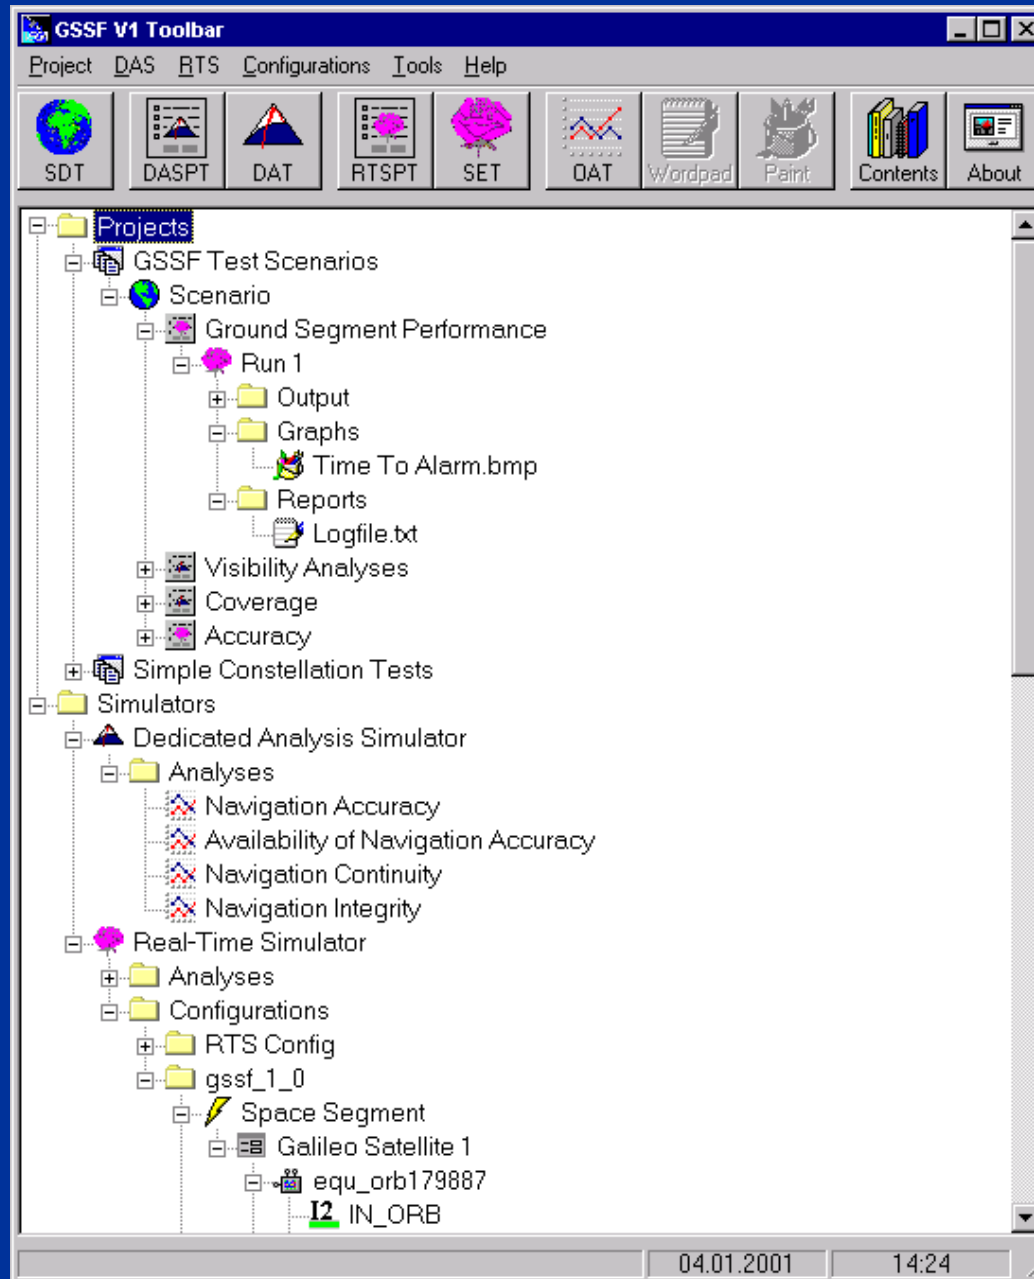 GSSF V1 Toolbar
Project DAS RTS Configurations Tools Help
SDT DASPT DAT RTSPT SET OAT Wordpad Paint Contents About
Projects
GSSF Test Scenarios
Scenario
Ground Segment Performance
Run 1
Output
Graphs
Time To Alarm.bmp
Reports
Logfile.txt
Visibility Analyses
Coverage
Accuracy
Simple Constellation Tests
Simulators
Dedicated Analysis Simulator
Analyses
Navigation Accuracy
Availability of Navigation Accuracy
Navigation Continuity
Navigation Integrity
Real-Time Simulator
Analyses
Configurations
RTS Config
gssf_1_0
Space Segment
Galileo Satellite 1
equ_orb179887
I2 IN_ORB
04.01.2001 14:24